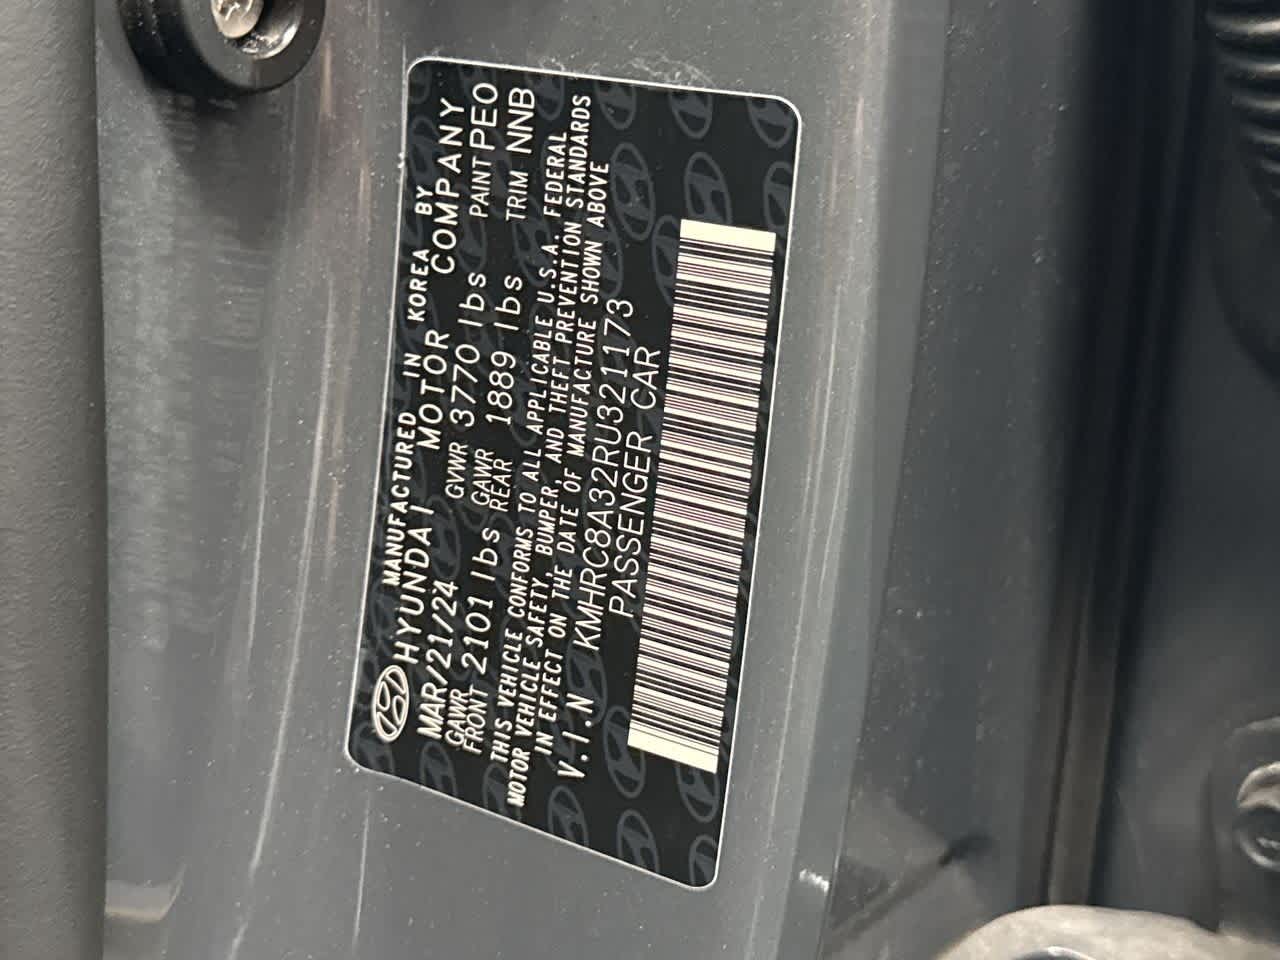 MANUFACTURED IN KOREA BY
HYUNDAI MOTOR COMPANY
MAR/21/24 GVWR 3770 lbs PAINT PEO
GAWR FRONT 2101 lbs GAWR REAR 1889 lbs TRIM NNB
THIS VEHICLE CONFORMS TO ALL APPLICABLE U.S.A. FEDERAL
MOTOR VEHICLE SAFETY, BUMPER, AND THEFT PREVENTION STANDARDS
IN EFFECT ON THE DATE OF MANUFACTURE SHOWN ABOVE
V.I.N KMHRC8A32RU321173
PASSENGER CAR